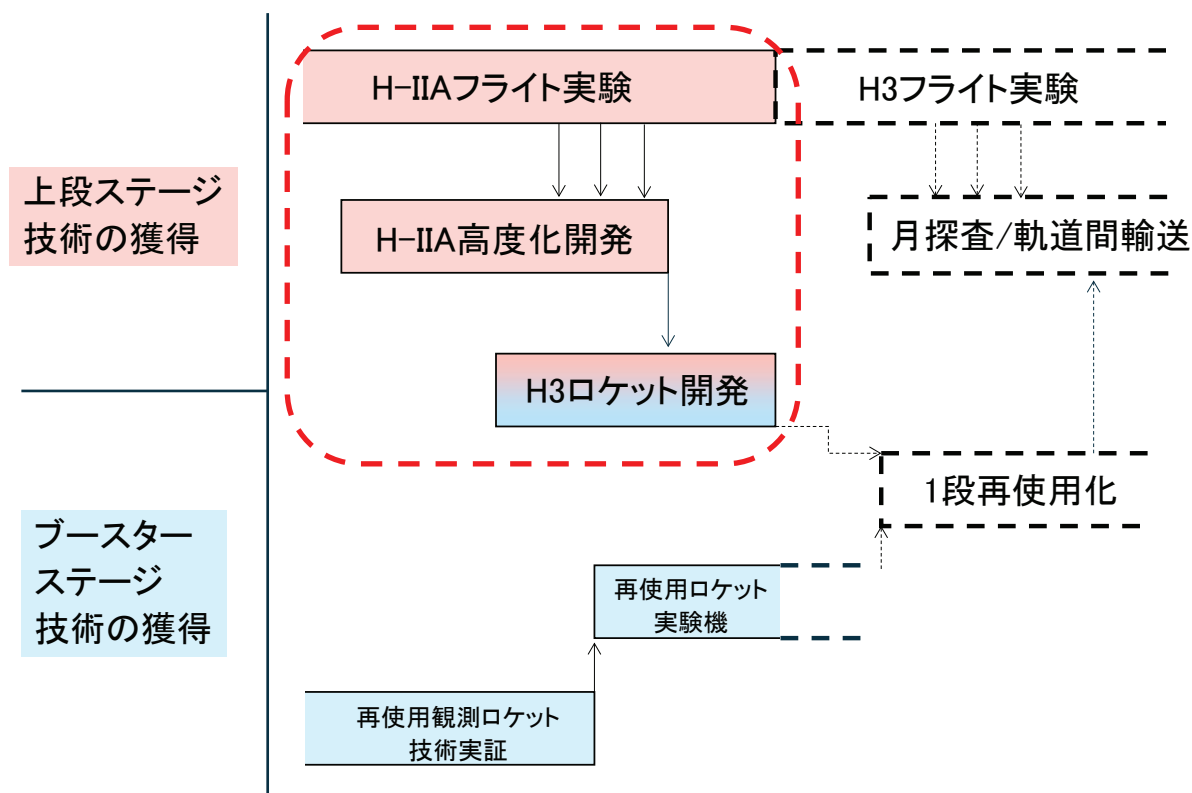 H-IIAフライト実験
H3フライト実験
上段ステージ
技術の獲得
H-IIA高度化開発
月探査/軌道間輸送
H3ロケット開発
1段再使用化
ブースター
ステージ
技術の獲得
再使用ロケット
実験機
再使用観測ロケット
技術実証